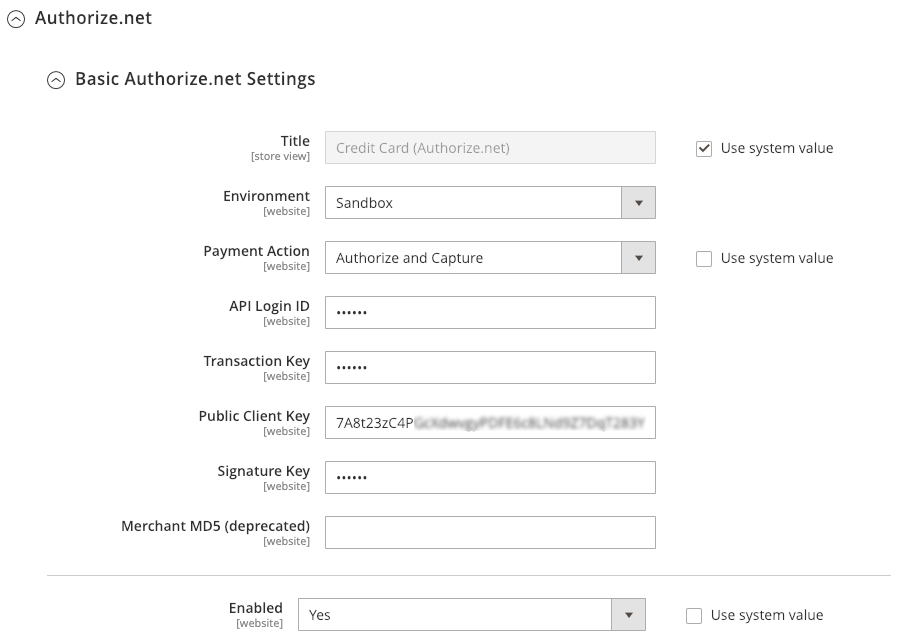 Authorize.net
Basic Authorize.net Settings
Title
[store view]
Credit Card (Authorize.net)
Use system value
Environment
[website]
Sandbox
Payment Action
[website]
Authorize and Capture
Use system value
API Login ID
[website]
••••••
Transaction Key
[website]
••••••
Public Client Key
[website]
7A8t23zC4P
Signature Key
[website]
••••••
Merchant MD5 (deprecated)
[website]
Enabled
[website]
Yes
Use system value